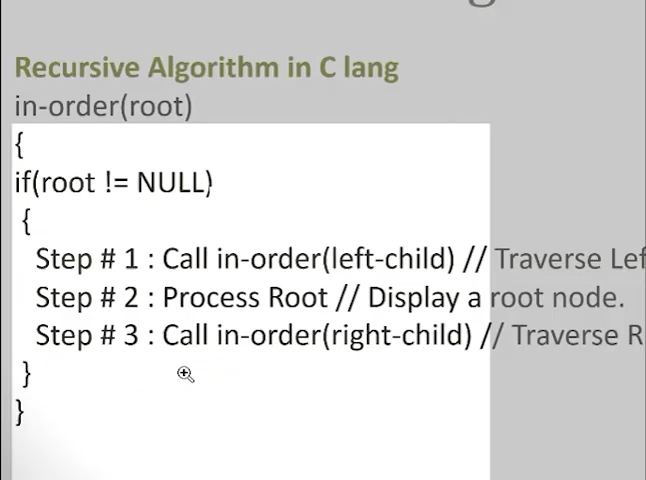 Recursive Algorithm in C lang
in-order(root)
{
if(root != NULL)
{
Step # 1 : Call in-order(left-child) // Traverse Lef
Step # 2 : Process Root // Display a root node.
Step # 3 : Call in-order(right-child) // Traverse R
}
}